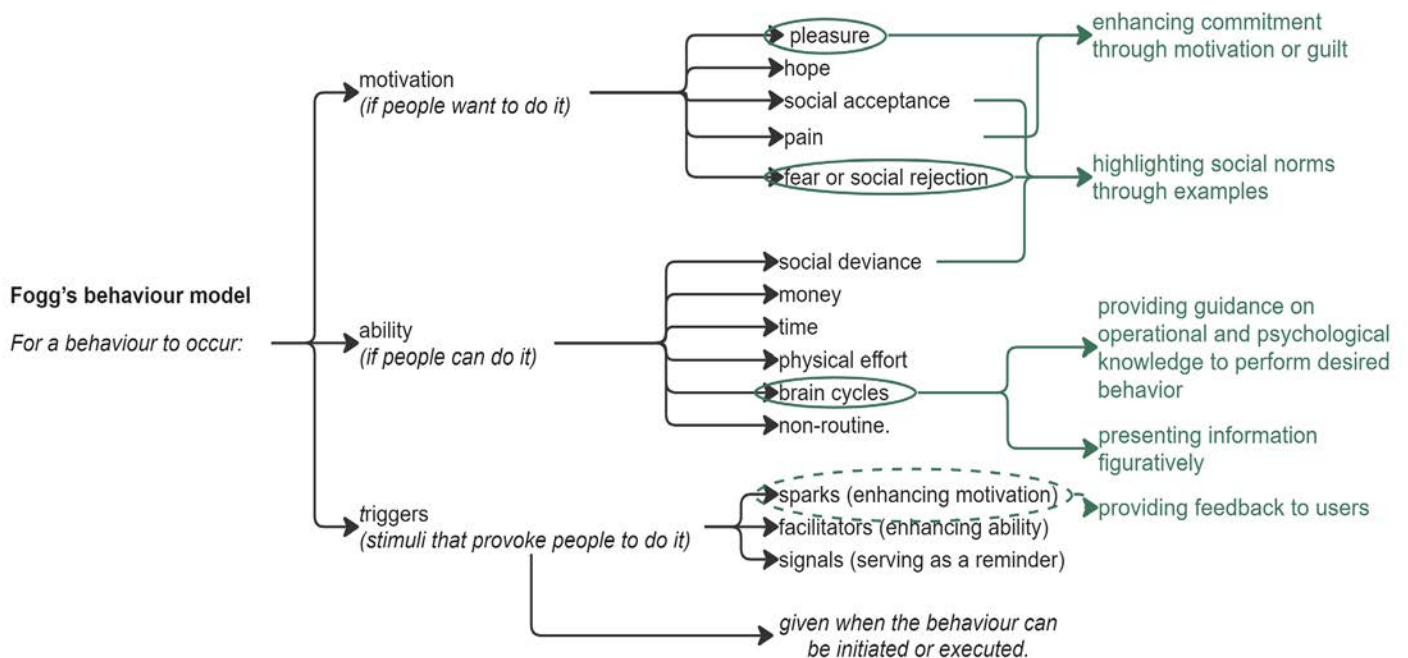 Fogg's behaviour model
For a behaviour to occur:
motivation
(if people want to do it)
pleasure
hope
social acceptance
pain
fear or social rejection
enhancing commitment
through motivation or guilt
highlighting social norms
through examples
ability
(if people can do it)
social deviance
money
time
physical effort
brain cycles
non-routine.
providing guidance on
operational and psychological
knowledge to perform desired
behavior
presenting information
figuratively
triggers
(stimuli that provoke people to do it)
sparks (enhancing motivation)
facilitators (enhancing ability)
signals (serving as a reminder)
providing feedback to users
given when the behaviour can
be initiated or executed.